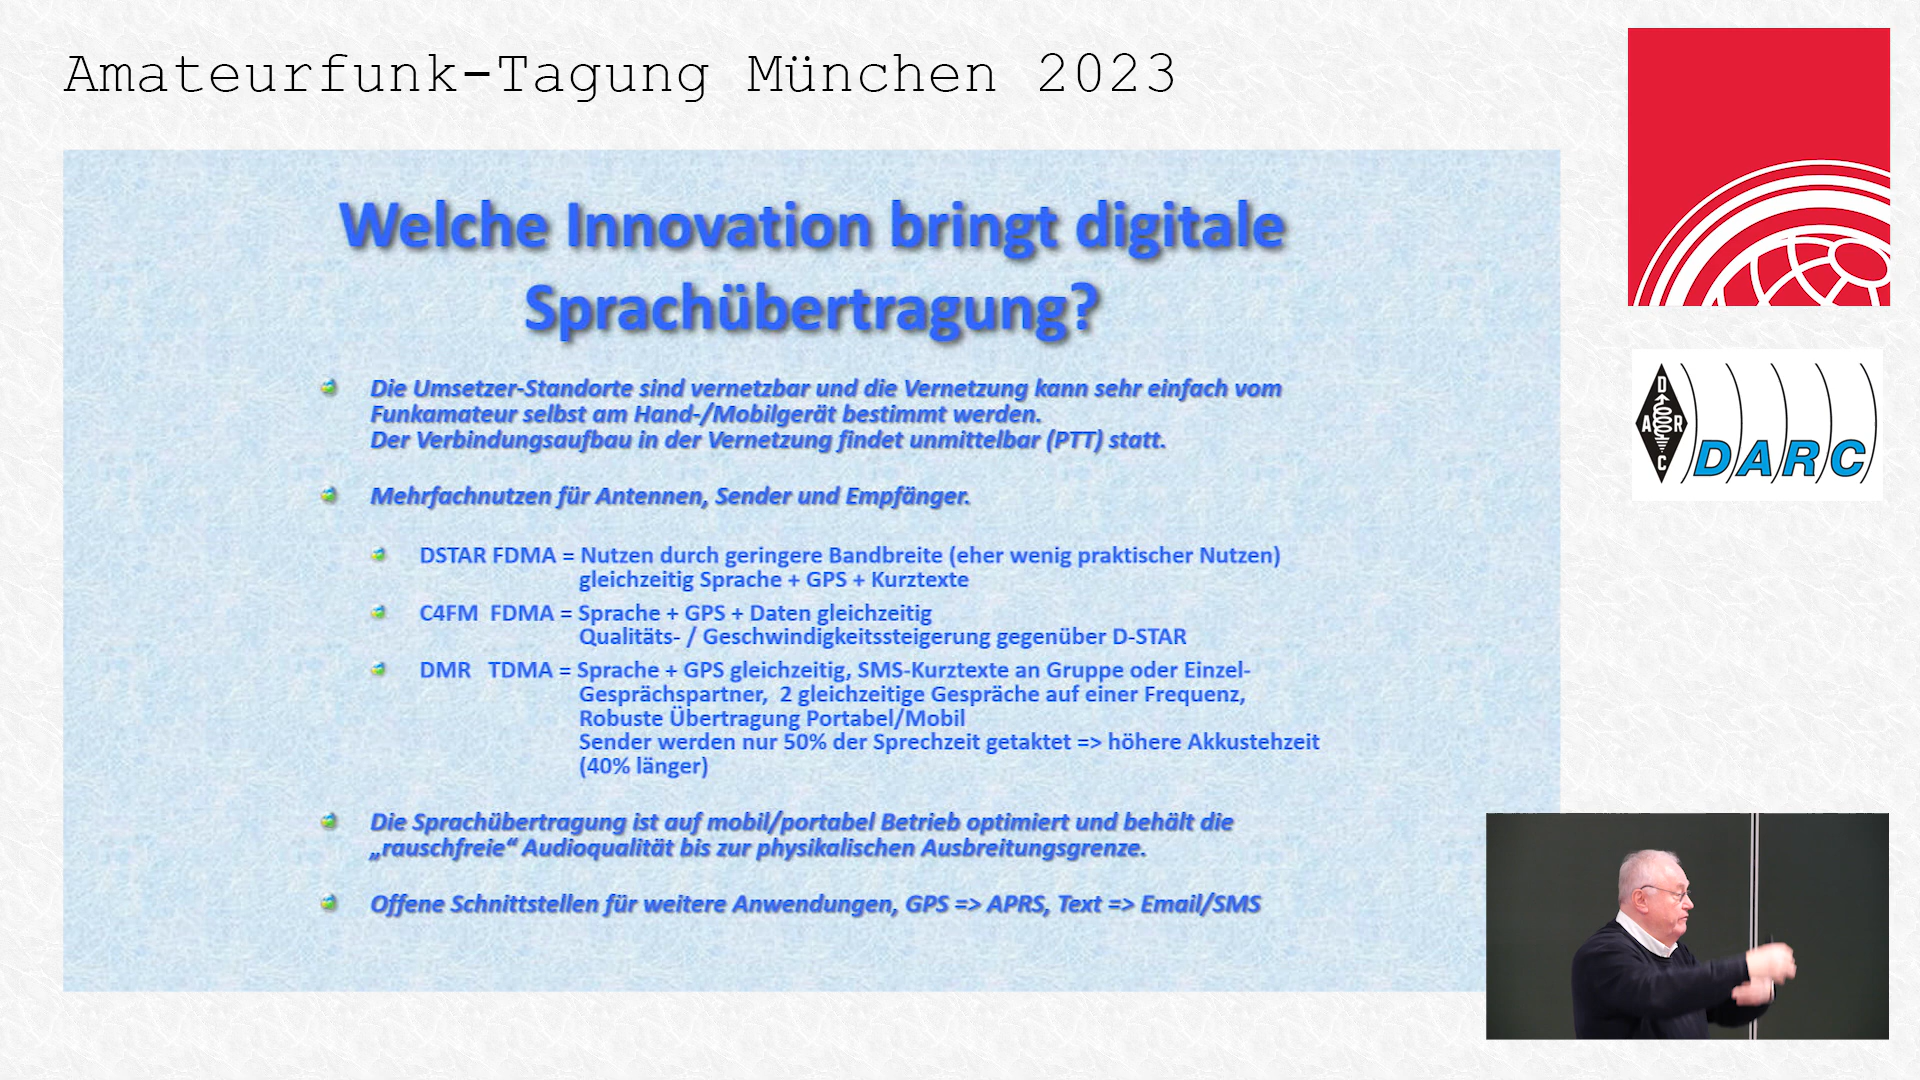 Amateurfunk-Tagung München 2023
Welche Innovation bringt digitale
Sprachübertragung?
Die Umsetzer-Standorte sind vernetzbar und die Vernetzung kann sehr einfach vom
Funkamateur selbst am Hand-/Mobilgerät bestimmt werden.
Der Verbindungsaufbau in der Vernetzung findet unmittelbar (PTT) statt.
Mehrfachnutzen für Antennen, Sender und Empfänger.
DSTAR FDMA = Nutzen durch geringere Bandbreite (eher wenig praktischer Nutzen)
gleichzeitig Sprache + GPS + Kurztexte
C4FM FDMA = Sprache + GPS + Daten gleichzeitig
Qualitäts- / Geschwindigkeitssteigerung gegenüber D-STAR
DMR TDMA = Sprache + GPS gleichzeitig, SMS-Kurztexte an Gruppe oder Einzel-
Gesprächspartner, 2 gleichzeitige Gespräche auf einer Frequenz,
Robuste Übertragung Portabel/Mobil
Sender werden nur 50% der Sprechzeit getaktet => höhere Akkustehzeit
(40% länger)
Die Sprachübertragung ist auf mobil/portabel Betrieb optimiert und behält die
„rauschfreie“ Audioqualität bis zur physikalischen Ausbreitungsgrenze.
Offene Schnittstellen für weitere Anwendungen, GPS => APRS, Text => Email/SMS
D
A R
C
DARC